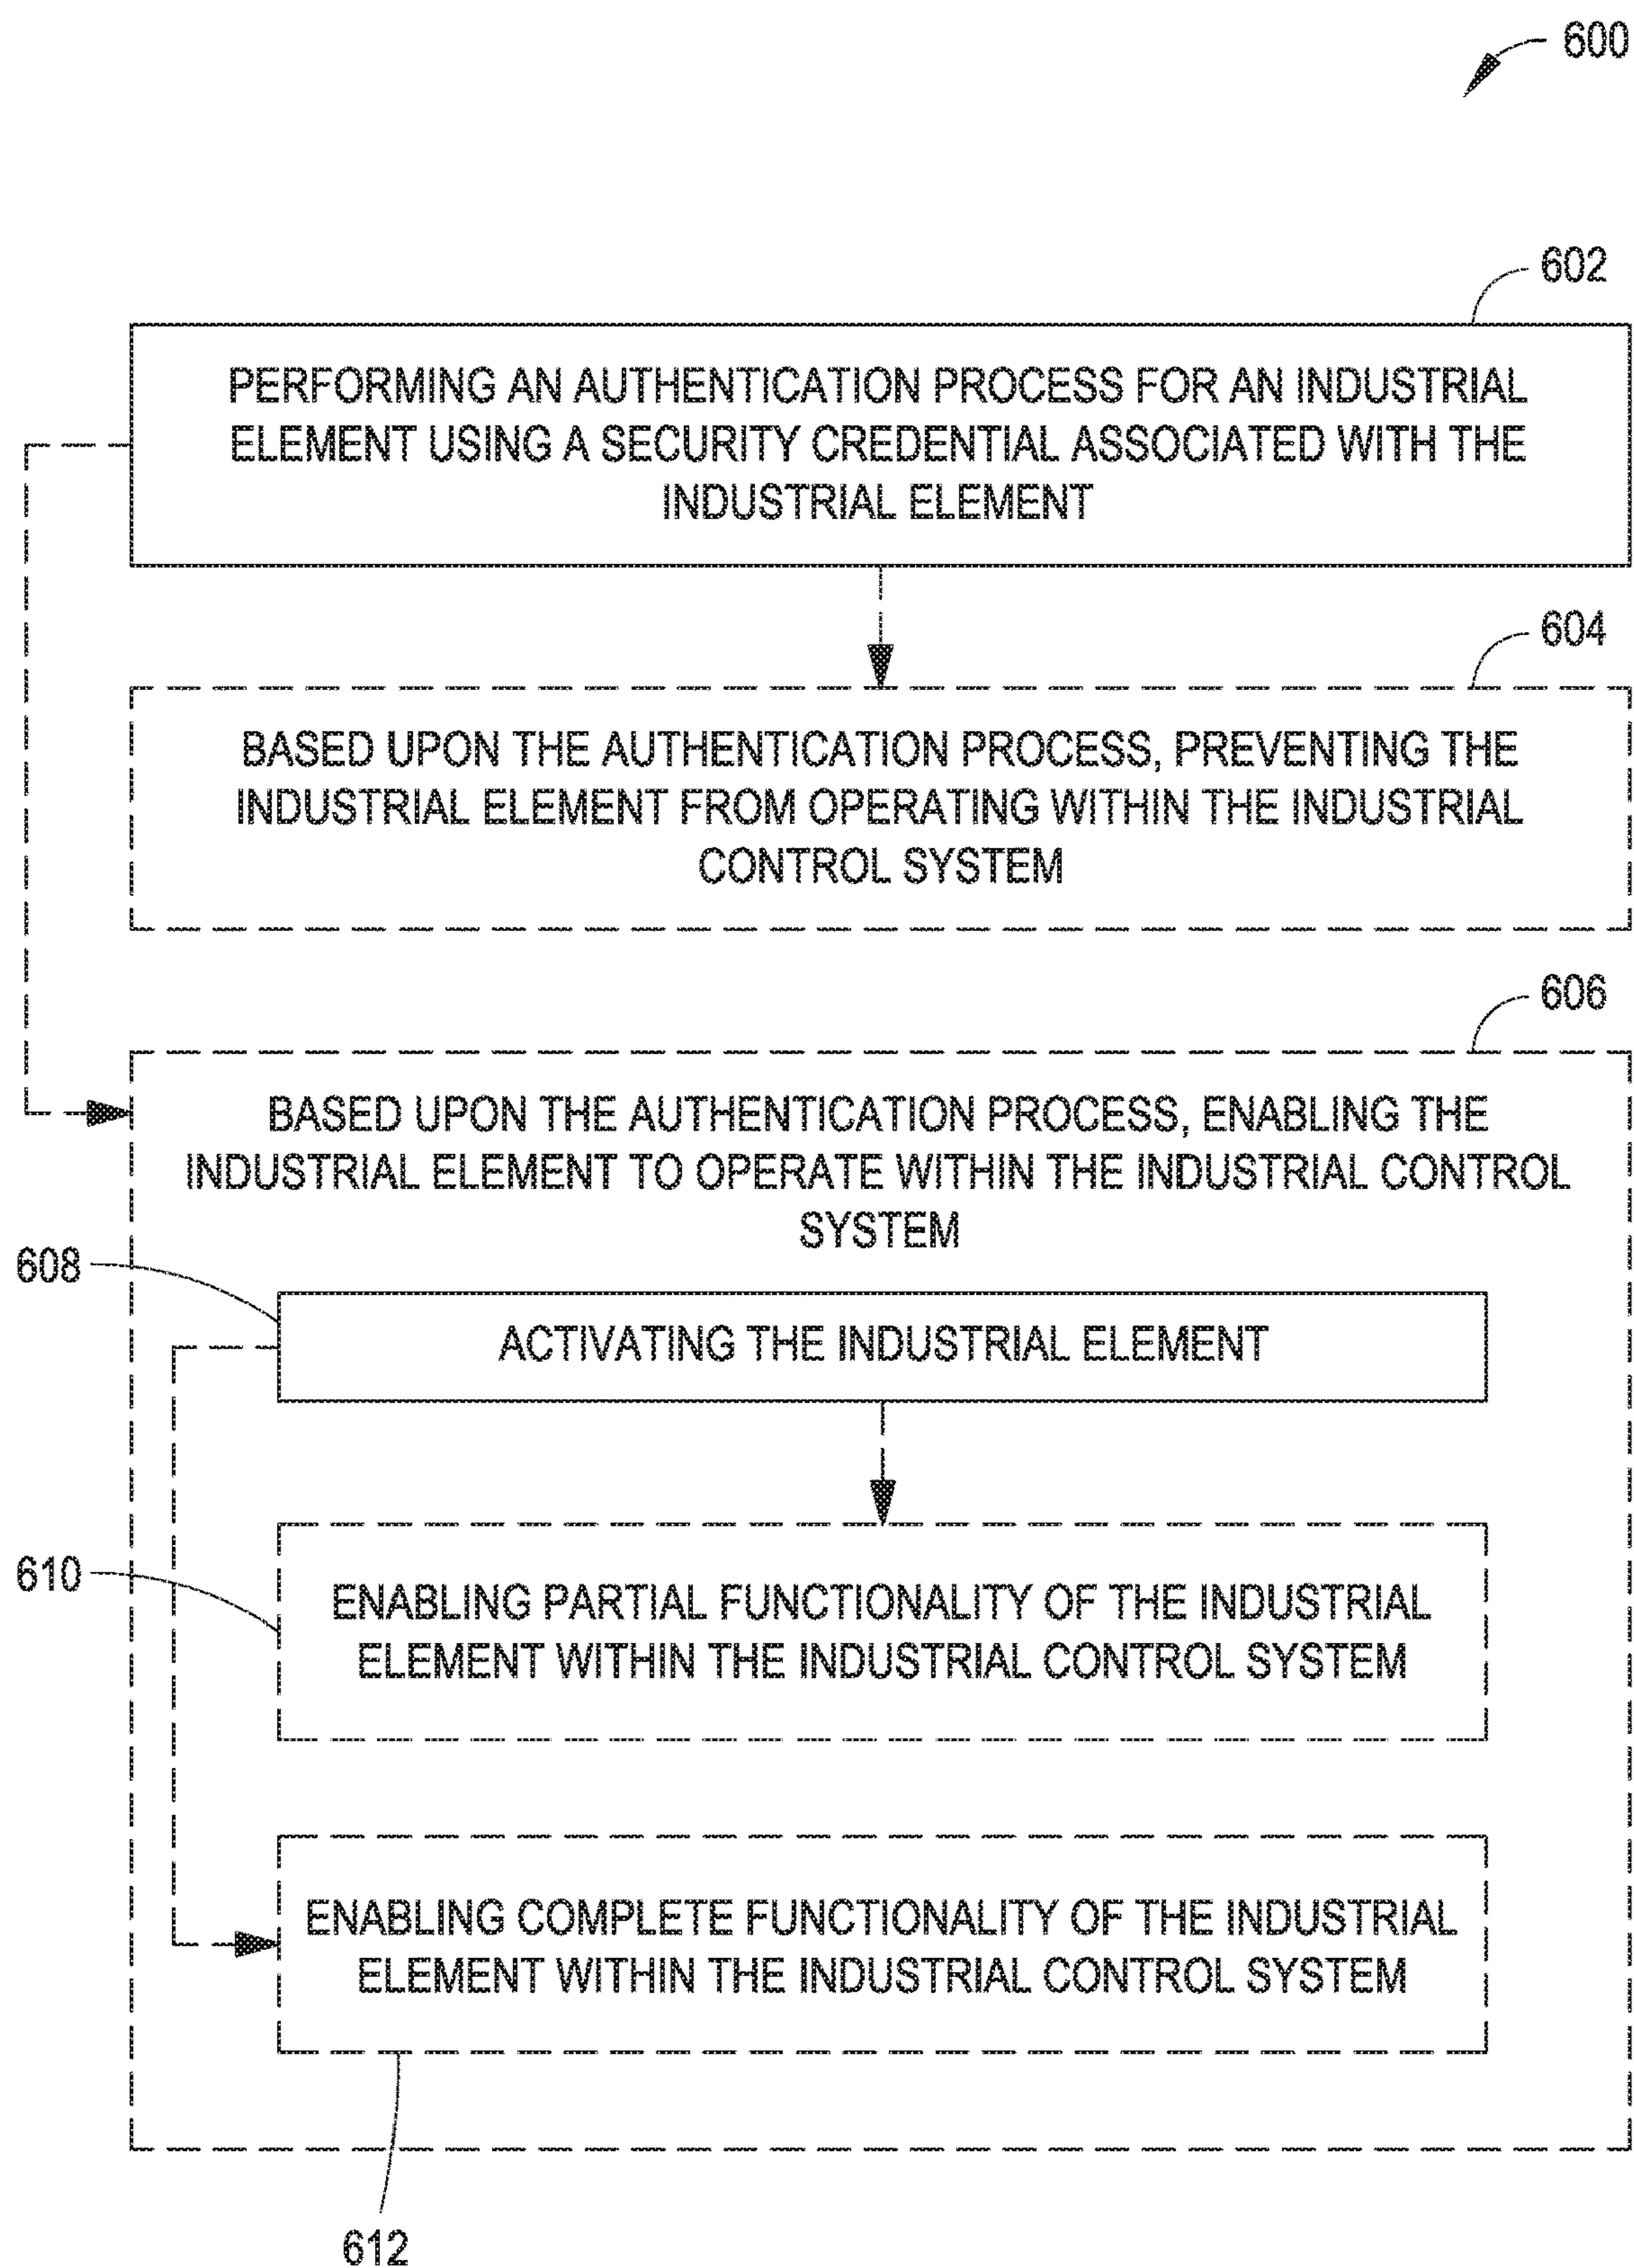 600
602
PERFORMING AN AUTHENTICATION PROCESS FOR AN INDUSTRIAL
ELEMENT USING A SECURITY CREDENTIAL ASSOCIATED WITH THE
INDUSTRIAL ELEMENT
604
BASED UPON THE AUTHENTICATION PROCESS, PREVENTING THE
INDUSTRIAL ELEMENT FROM OPERATING WITHIN THE INDUSTRIAL
CONTROL SYSTEM
606
BASED UPON THE AUTHENTICATION PROCESS, ENABLING THE
INDUSTRIAL ELEMENT TO OPERATE WITHIN THE INDUSTRIAL CONTROL
SYSTEM
608
ACTIVATING THE INDUSTRIAL ELEMENT
610
ENABLING PARTIAL FUNCTIONALITY OF THE INDUSTRIAL
ELEMENT WITHIN THE INDUSTRIAL CONTROL SYSTEM
ENABLING COMPLETE FUNCTIONALITY OF THE INDUSTRIAL
ELEMENT WITHIN THE INDUSTRIAL CONTROL SYSTEM
612